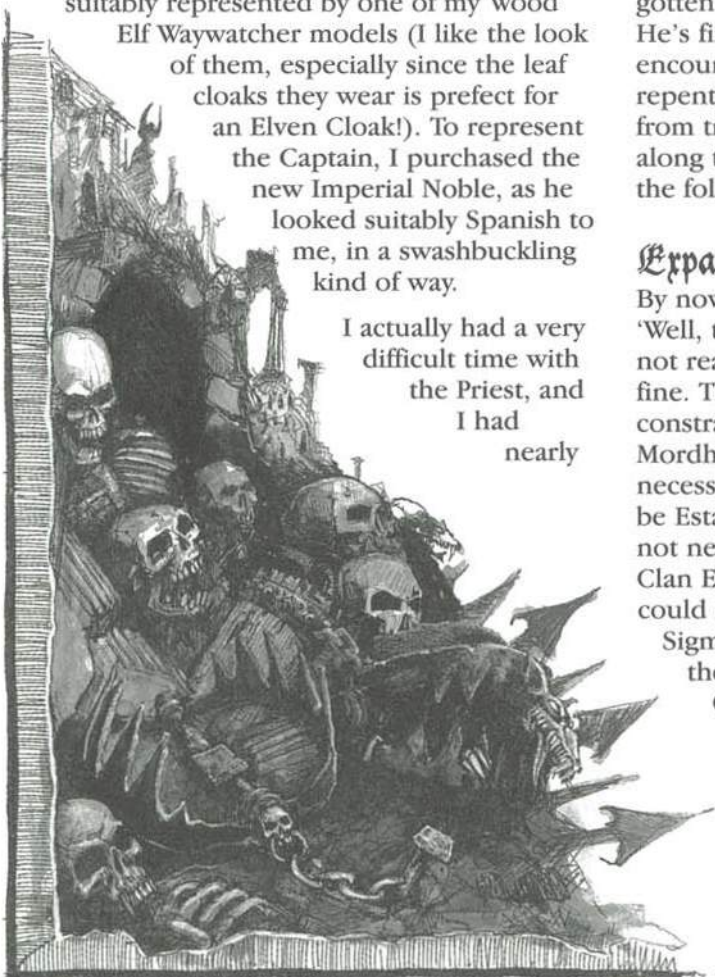 suitably represented by one of my Wood
Elf Waywatcher models (I like the look
of them, especially since the leaf
cloaks they wear is prefect for
an Elven Cloak!). To represent
the Captain, I purchased the
new Imperial Noble, as he
looked suitably Spanish to
me, in a swashbuckling
kind of way.
I actually had a very
difficult time with
the Priest, and
I had
nearly
gotten
He's fi
encour
repent
from tr
along t
the fol
Expa
By nov
'Well, t
not rea
fine. T
constra
Mordh
necess
be Esta
not ne
Clan E
could
Sigm
the